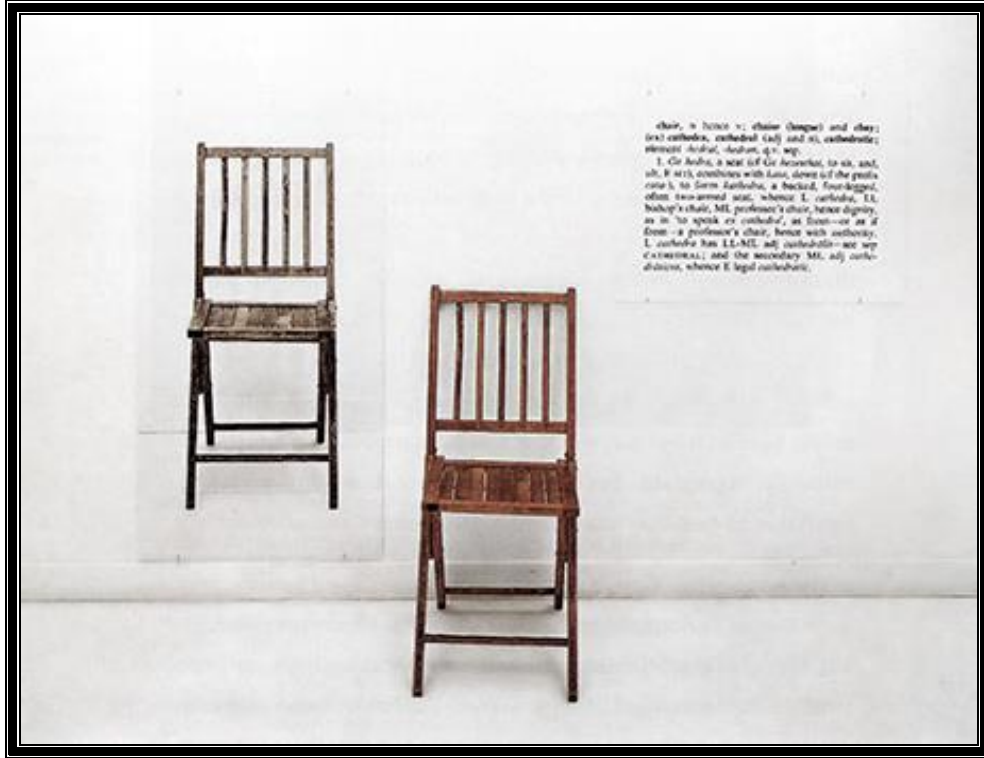 chair, n hence v; chaise (longue) and chay;
(ex) cathedra, cathedral (adj and n), cathedratic;
element -hedral, -hedron, q.v. sep.
1. Gr hedra, a seat (cf Gr hezesthai, to sit, and,
ult, E SIT), combines with kata, down (cf the prefix
cata-), to form kathedra, a backed, four-legged,
often two-armed seat, whence L cathedra, LL
bishop's chair, ML professor's chair, hence dignity,
as in 'to speak ex cathedra', as from—or as if
from—a professor's chair, hence with authority.
L cathedra has LL-ML adj cathedrālis—see sep
CATHEDRAL; and the secondary ML adj cathe-
whence E legal cathedratic.